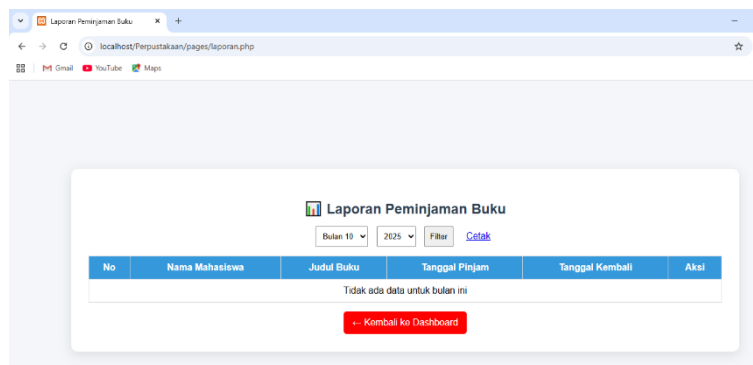 Laporan Peminjaman Buku
localhost/Perpustakaan/pages/laporan.php
Gmail YouTube Maps
Laporan Peminjaman Buku
Bulan 10 2025 Filter Cetak
No Nama Mahasiswa Judul Buku Tanggal Pinjam Tanggal Kembali Aksi
Tidak ada data untuk bulan ini
← Kembali ke Dashboard